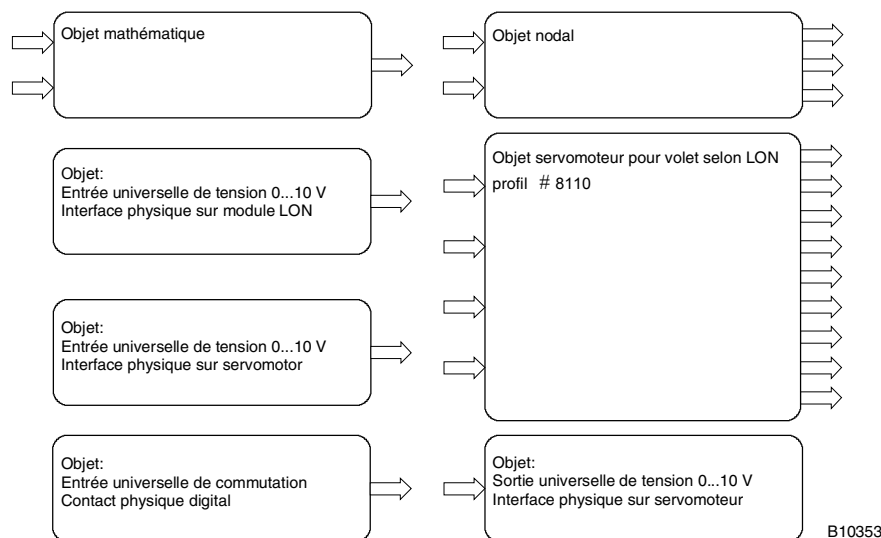 Objet mathématique
Objet nodal
Objet:
Entrée universelle de tension 0...10 V
Interface physique sur module LON
Objet servomoteur pour volet selon LON
profil # 8110
Objet:
Entrée universelle de tension 0...10 V
Interface physique sur servomotor
Objet:
Entrée universelle de commutation
Contact physique digital
Objet:
Sortie universelle de tension 0...10 V
Interface physique sur servomoteur
B10353